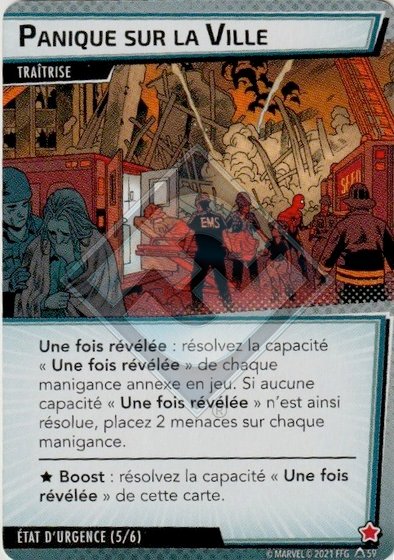 PANIQUE SUR LA VILLE
TRAÎTRISE
EMS
Une fois révélée : résolvez la capacité
« Une fois révélée » de chaque
manigance annexe en jeu. Si aucune
capacité « Une fois révélée » n'est ainsi
résolue, placez 2 menaces sur chaque
manigance.
★ Boost : résolvez la capacité « Une fois
révélée » de cette carte.
ÉTAT D'URGENCE (5/6)
© MARVEL © 2021 FFG
59